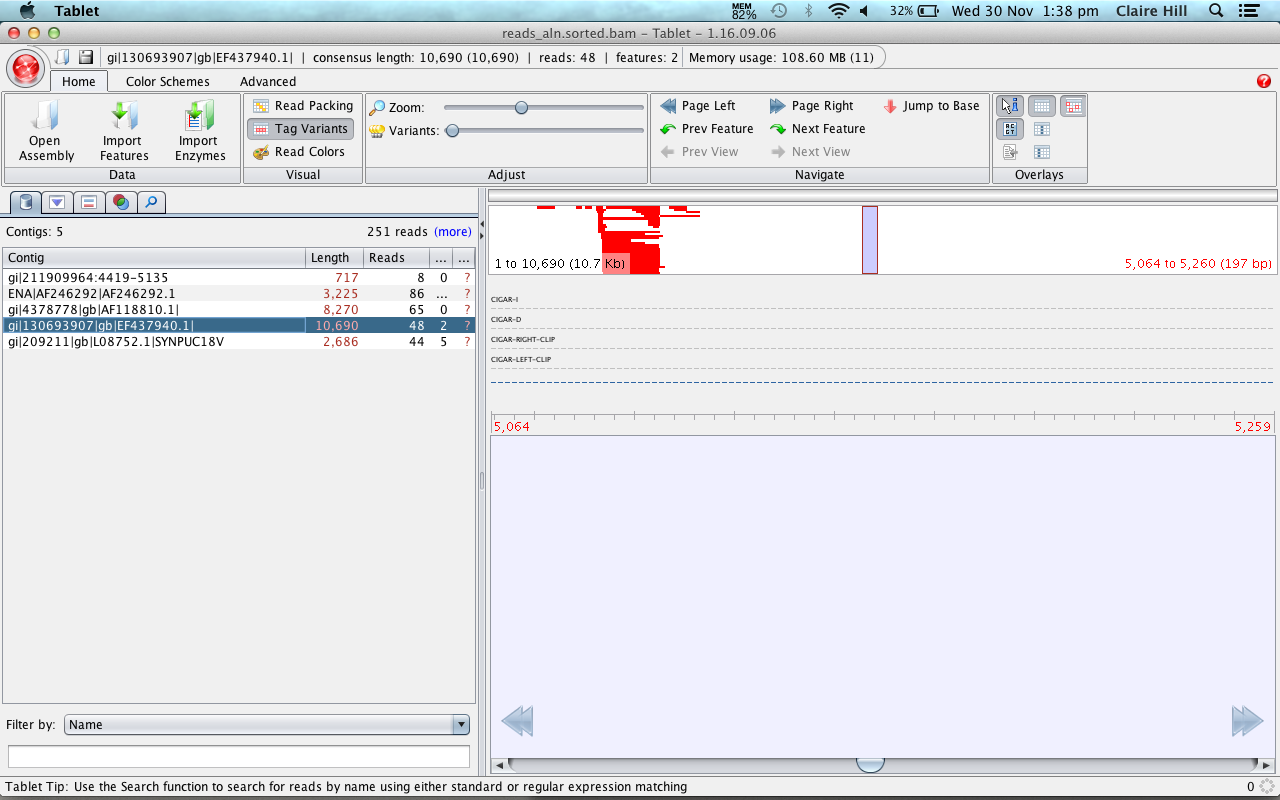 Tablet MEM 82% 32% Wed 30 Nov 1:38 pm Claire Hill
reads_aln.sorted.bam – Tablet – 1.16.09.06
gi|130693907|gb|EF437940.1| | consensus length: 10,690 (10,690) | reads: 48 | features: 2 Memory usage: 108.60 MB (11)
Home Color Schemes Advanced ?
Open Assembly
Import Features
Import Enzymes
Data
Read Packing
Tag Variants
Read Colors
Visual
Zoom:
Variants:
Adjust
Page Left Page Right Jump to Base
Prev Feature Next Feature
Prev View Next View
Navigate
Overlays
Contigs: 5 251 reads (more)
Contig Length Reads ... ...
gi|211909964:4419-5135 717 8 0 ?
ENA|AF246292|AF246292.1 3,225 86 ... ?
gi|4378778|gb|AF118810.1| 8,270 65 0 ?
gi|130693907|gb|EF437940.1| 10,690 48 2 ?
gi|209211|gb|L08752.1|SYNPUC18V 2,686 44 5 ?
Filter by: Name
1 to 10,690 (10.7 Kb) 5,064 to 5,260 (197 bp)
CIGAR-I
CIGAR-D
CIGAR-RIGHT-CLIP
CIGAR-LEFT-CLIP
5,064 5,259
Tablet Tip: Use the Search function to search for reads by name using either standard or regular expression matching 0